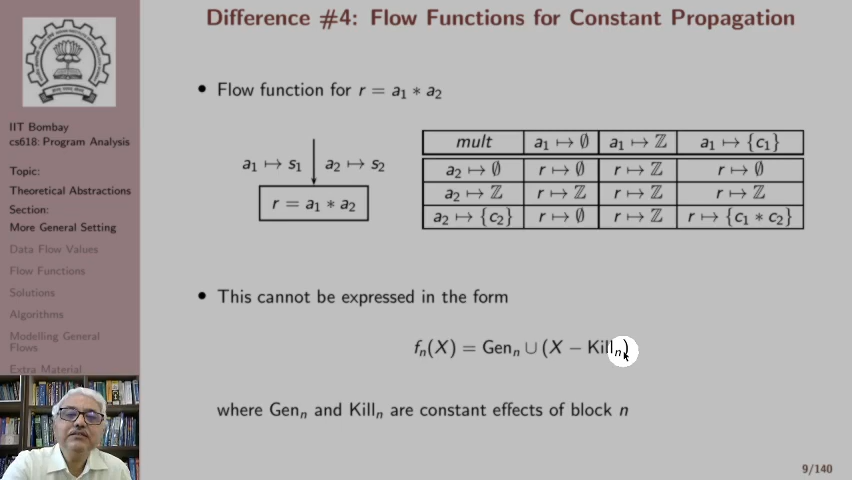 Difference #4: Flow Functions for Constant Propagation
• Flow function for r = a₁ ∗ a₂
a₁ ↦ s₁ a₂ ↦ s₂
r = a₁ ∗ a₂
mult a₁ ↦ ∅ a₁ ↦ ℤ a₁ ↦ {c₁}
a₂ ↦ ∅ r ↦ ∅ r ↦ ℤ r ↦ ∅
a₂ ↦ ℤ r ↦ ℤ r ↦ ℤ r ↦ ℤ
a₂ ↦ {c₂} r ↦ ∅ r ↦ ℤ r ↦ {c₁ ∗ c₂}
• This cannot be expressed in the form
fₙ(X) = Genₙ ∪ (X − Killₙ)
where Genₙ and Killₙ are constant effects of block n
IIT Bombay
cs618: Program Analysis
Topic:
Theoretical Abstractions
Section:
More General Setting
Data Flow Values
Flow Functions
Solutions
Algorithms
Modelling General
Flows
Extra Material
9/140